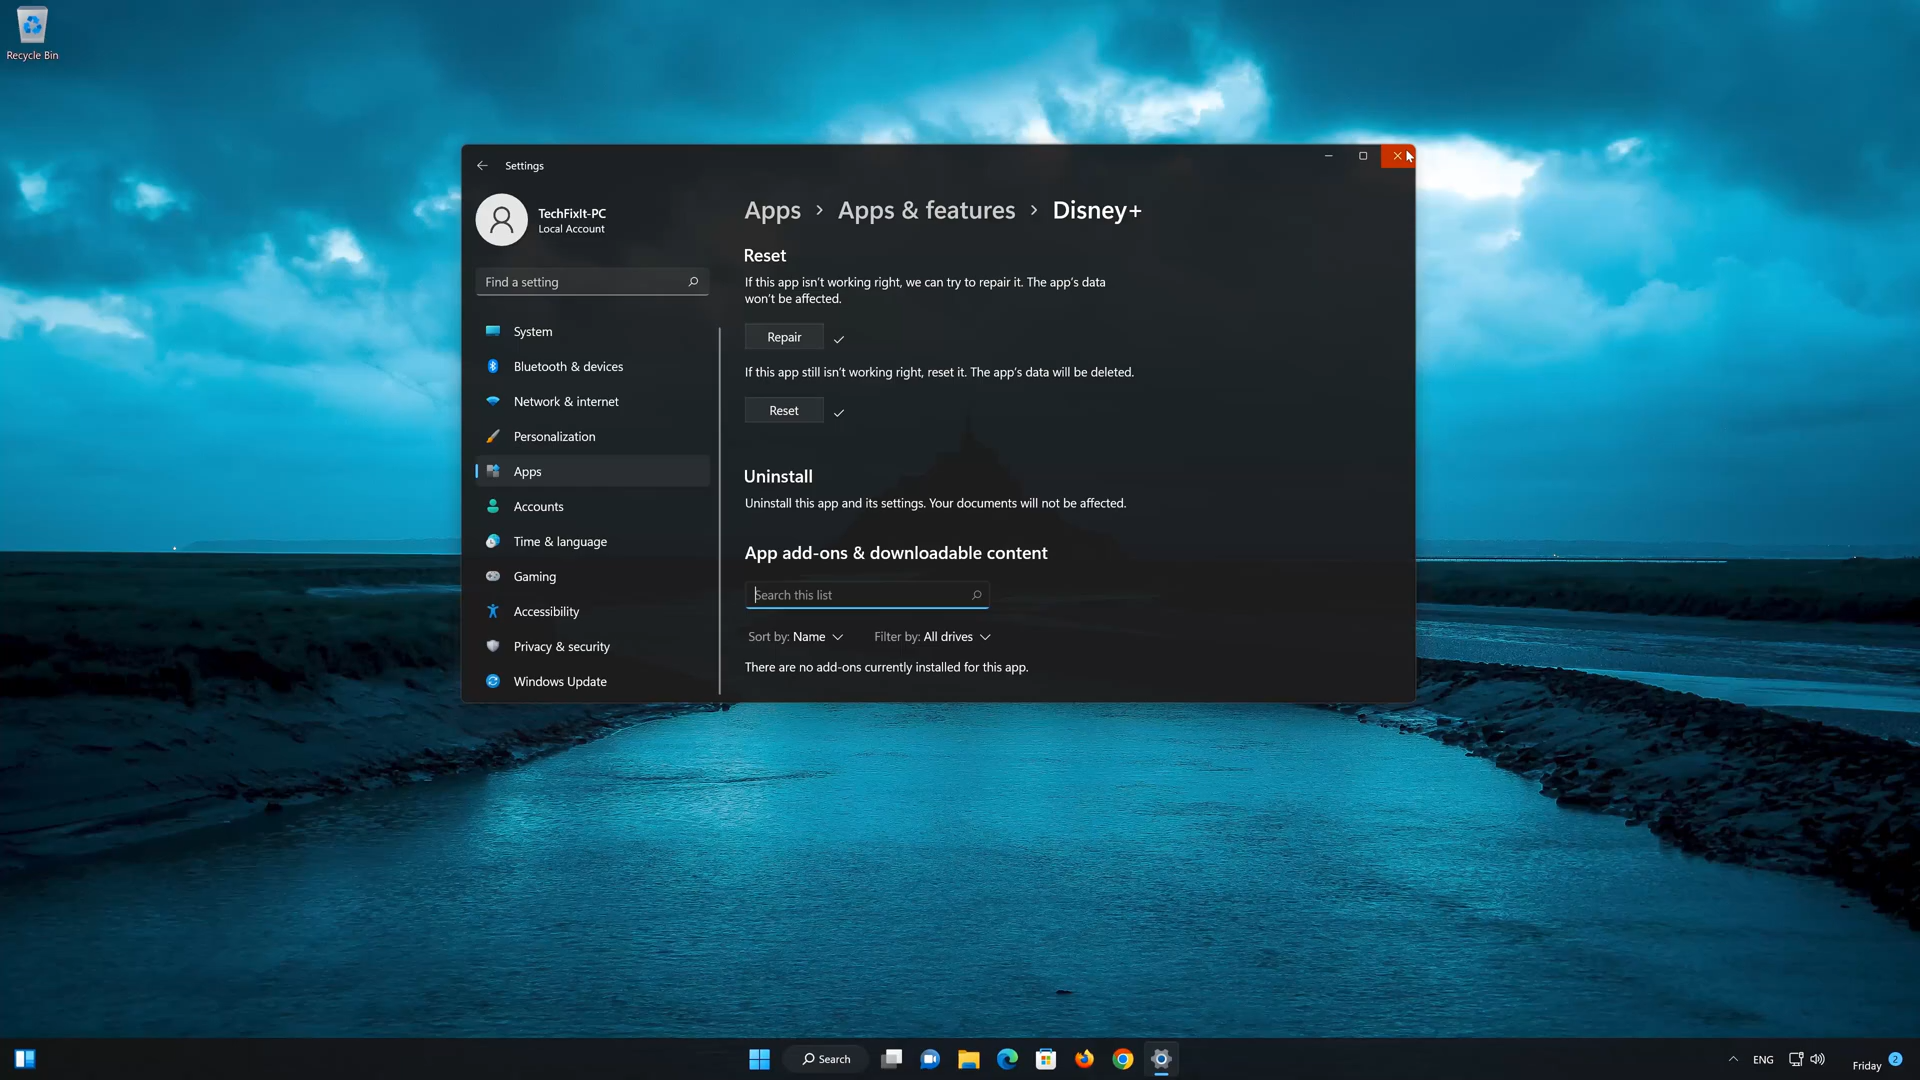 Recycle Bin
Settings
TechFixIt-PC
Local Account
Find a setting
System
Bluetooth & devices
Network & internet
Personalization
Apps
Accounts
Time & language
Gaming
Accessibility
Privacy & security
Windows Update
Apps > Apps & features > Disney+
Reset
If this app isn't working right, we can try to repair it. The app's data
won't be affected.
Repair
If this app still isn't working right, reset it. The app's data will be deleted.
Reset
Uninstall
Uninstall this app and its settings. Your documents will not be affected.
App add-ons & downloadable content
Search this list
Sort by: Name Filter by: All drives
There are no add-ons currently installed for this app.
Search
ENG
Friday
2